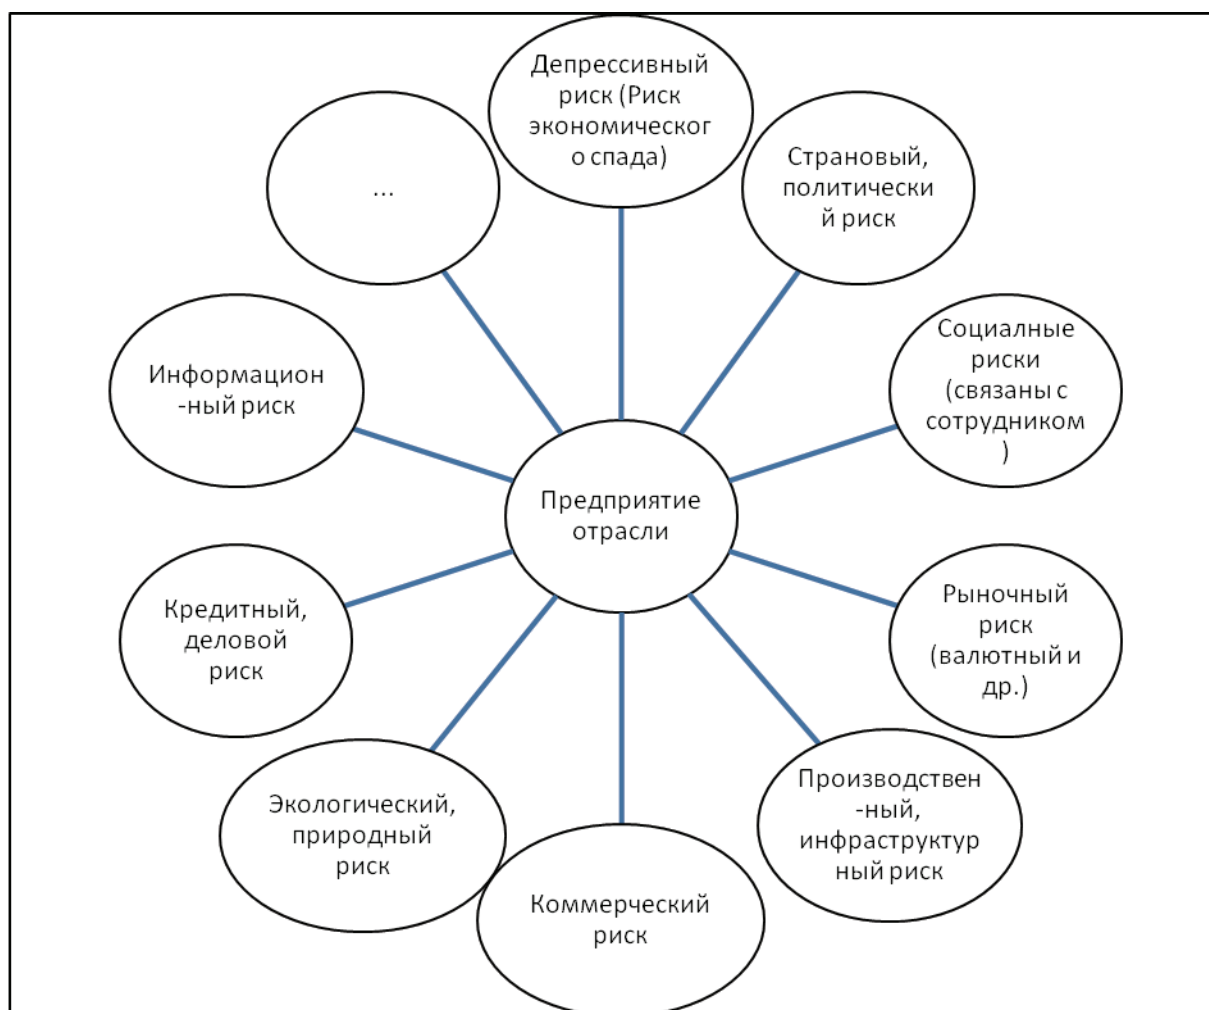 Депрессивный
риск (Риск
экономическог
о спада)
Страновый,
политически
й риск
Социалные
риски
(связаны с
сотрудником
)
Рыночный
риск
(валютный и
др.)
Производствен
-ный,
инфраструктур
ный риск
Коммерческий
риск
Экологический,
природный
риск
Кредитный,
деловой
риск
Информацион
-ный риск
...
Предприятие
отрасли